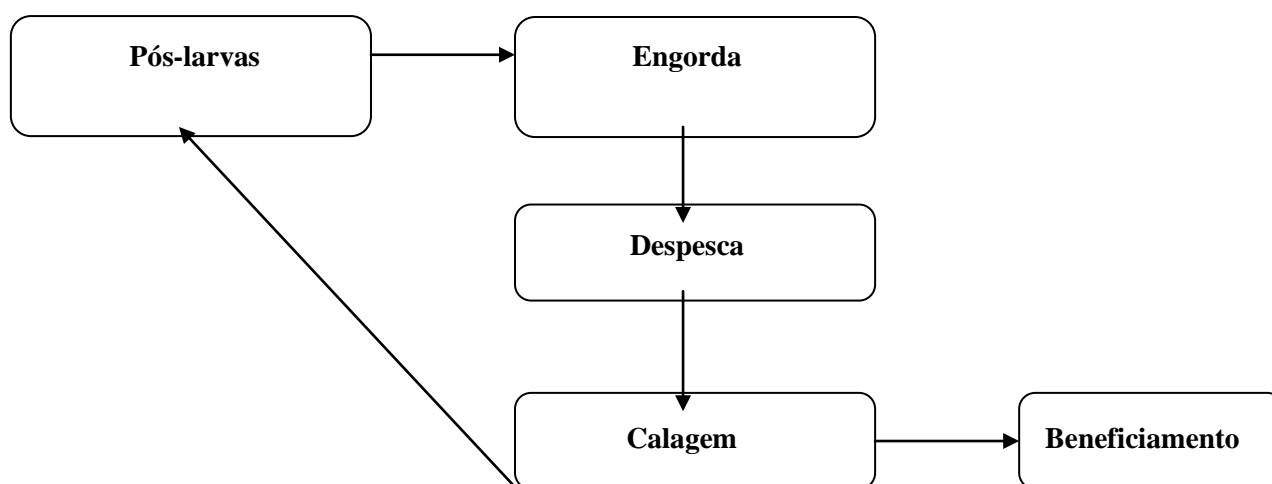 Pós-larvas
Engorda
Despesca
Calagem
Beneficiamento